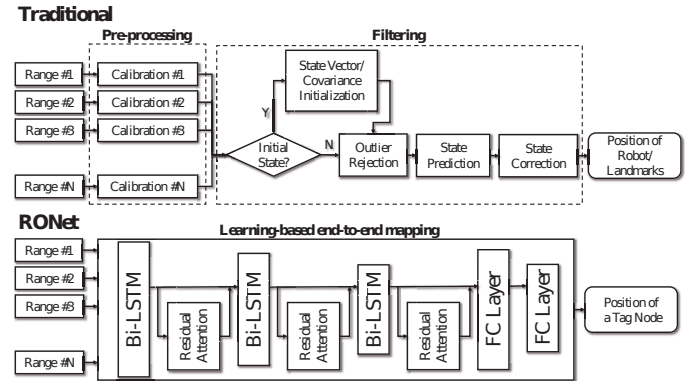 Traditional
Pre-processing
Filtering
Range #1
Calibration #1
Range #2
Calibration #2
Range #3
Calibration #3
Range #N
Calibration #N
State Vector/
Covariance
Initialization
Y
Initial
State?
N
Outlier
Rejection
State
Prediction
State
Correction
Position of
Robot/
Landmarks
RONet
Learning-based end-to-end mapping
Range #1
Range #2
Range #3
Range #N
Bi-LSTM
Residual
Attention
Bi-LSTM
Residual
Attention
Bi-LSTM
Residual
Attention
FC Layer
FC Layer
Position of
a Tag Node